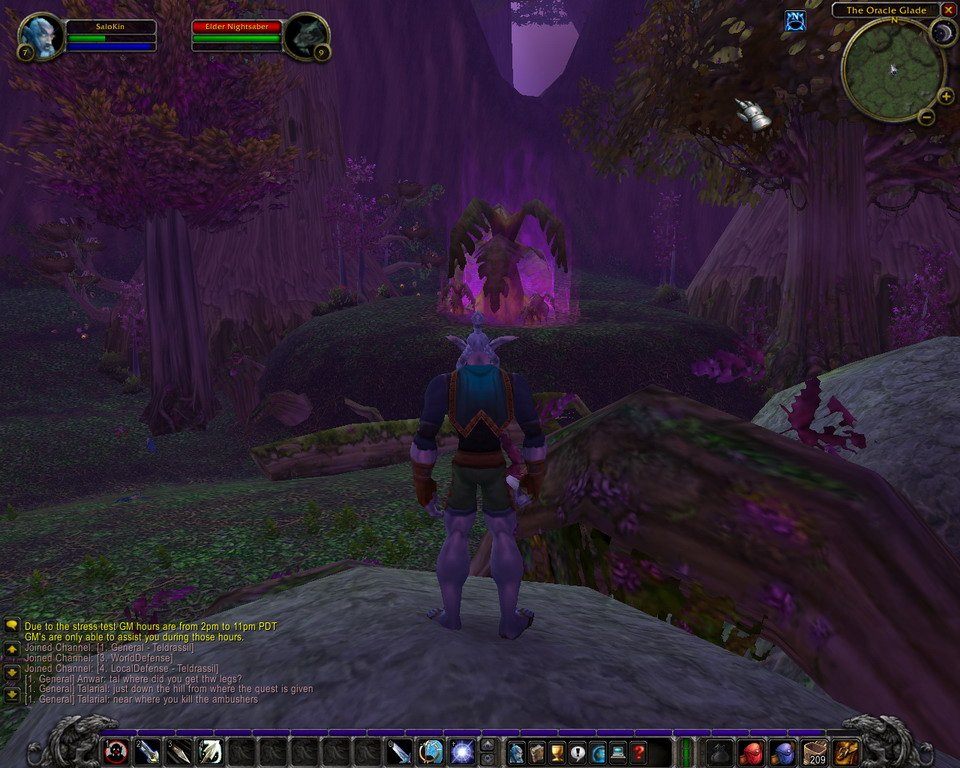 SaloKin
7
Elder Nightsaber
9
The Oracle Glade
N
N
Due to the stress test GM hours are from 2pm to 11pm PDT
GM's are only able to assist you during those hours.
Joined Channel: [1. General - Teldrassil]
Joined Channel: [3. WorldDefense]
Joined Channel: [4. LocalDefense - Teldrassil]
[1. General] Anwar: tal where did you get thw legs?
[1. General] Talarial: just down the hill from where the quest is given
[1. General] Talarial: near where you kill the ambushers
209